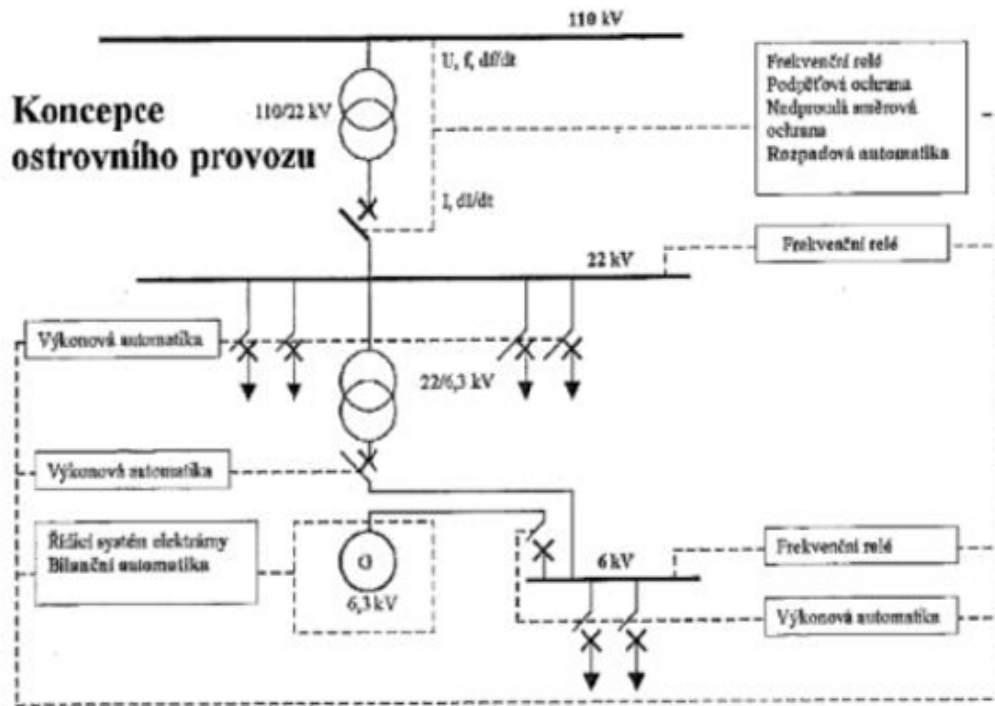 110 kV
U, f, df/dt
Frekvenční relé
Podpěťová ochrana
Nadproudá směrová
ochrana
Rozpadová automatika
Koncepce
ostrovního provozu
110/22 kV
I, dI/dt
Frekvenční relé
22 kV
Výkonová automatika
22/6,3 kV
Výkonová automatika
Řídicí systém elektrárny
Bilanční automatika
G
6,3 kV
6 kV
Frekvenční relé
Výkonová automatika